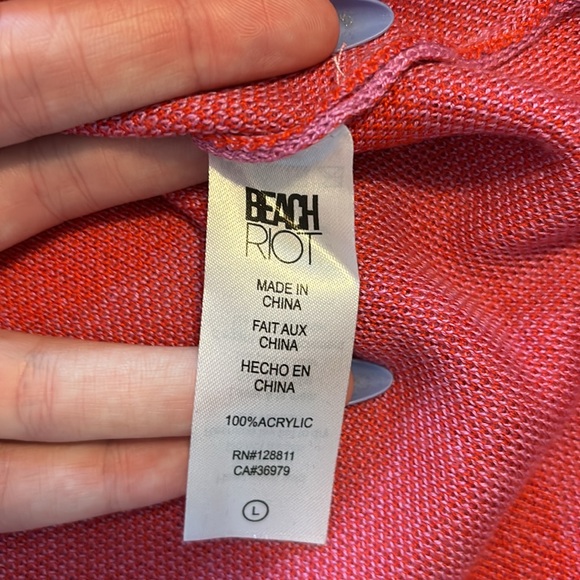 BEACH
RIOT
MADE IN
CHINA
FAIT AUX
CHINA
HECHO EN
CHINA
100%ACRYLIC
RN#128811
CA#36979
L